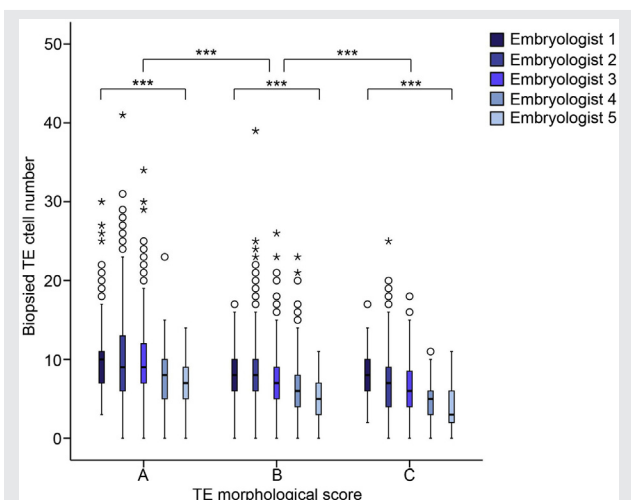 Embryologist 1
Embryologist 2
Embryologist 3
Embryologist 4
Embryologist 5
50
40
30
20
10
0
Biopsied TE ctell number
*** ***
*** *** ***
A B C
TE morphological score